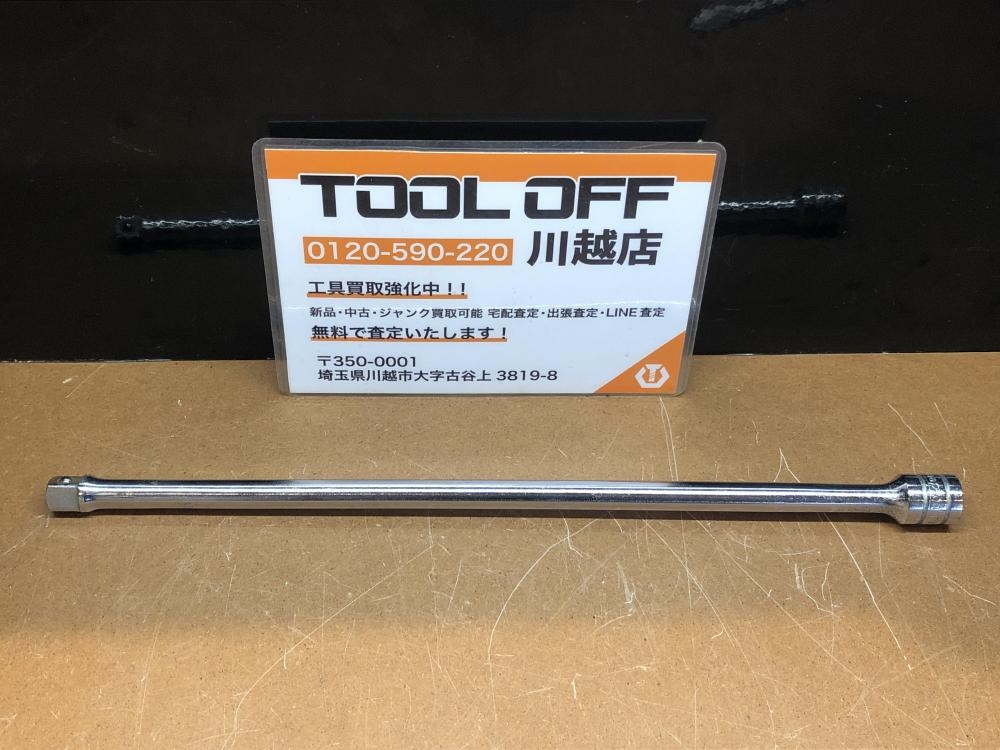 TOOL OFF
0120-590-220 川越店
工具買取強化中!!
新品・中古・ジャンク買取可能 宅配査定・出張査定・LINE査定
無料で査定いたします!
〒350-0001
埼玉県川越市大字古谷上 3819-8